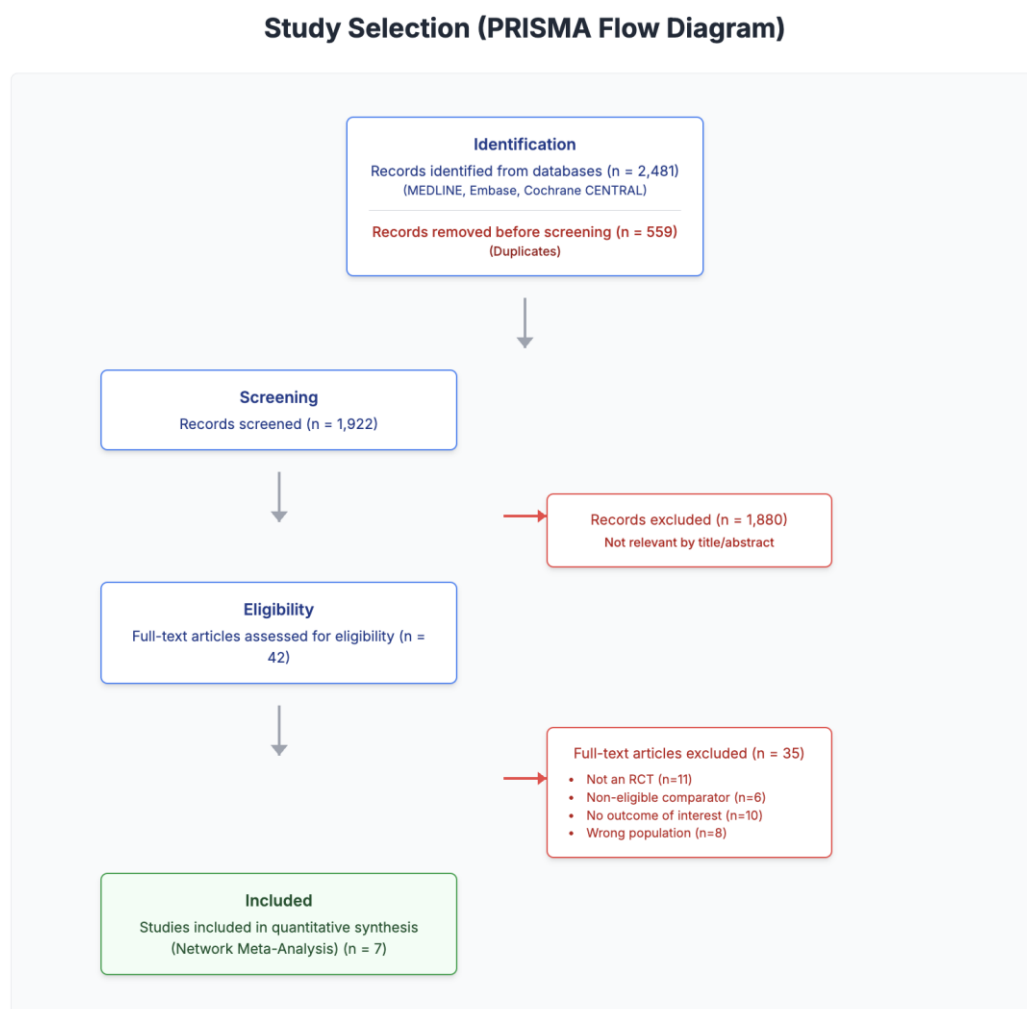 Study Selection (PRISMA Flow Diagram)
Identification
Records identified from databases (n = 2,481)
(MEDLINE, Embase, Cochrane CENTRAL)
Records removed before screening (n = 559)
(Duplicates)
Screening
Records screened (n = 1,922)
Records excluded (n = 1,880)
Not relevant by title/abstract
Eligibility
Full-text articles assessed for eligibility (n =
42)
Full-text articles excluded (n = 35)
• Not an RCT (n=11)
• Non-eligible comparator (n=6)
• No outcome of interest (n=10)
• Wrong population (n=8)
Included
Studies included in quantitative synthesis
(Network Meta-Analysis) (n = 7)